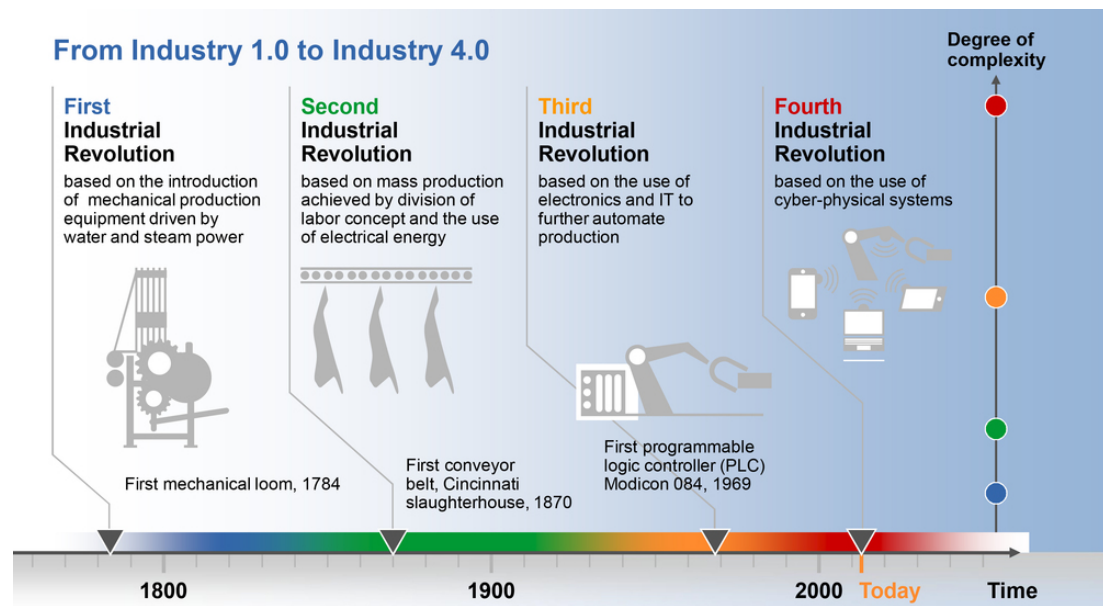 From Industry 1.0 to Industry 4.0
Degree of
complexity
First
Industrial
Revolution
based on the introduction
of mechanical production
equipment driven by
water and steam power
First mechanical loom, 1784
Second
Industrial
Revolution
based on mass production
achieved by division of
labor concept and the use
of electrical energy
First conveyor
belt, Cincinnati
slaughterhouse, 1870
Third
Industrial
Revolution
based on the use of
electronics and IT to
further automate
production
First programmable
logic controller (PLC)
Modicon 084, 1969
Fourth
Industrial
Revolution
based on the use of
cyber-physical systems
1800
1900
2000
Today
Time